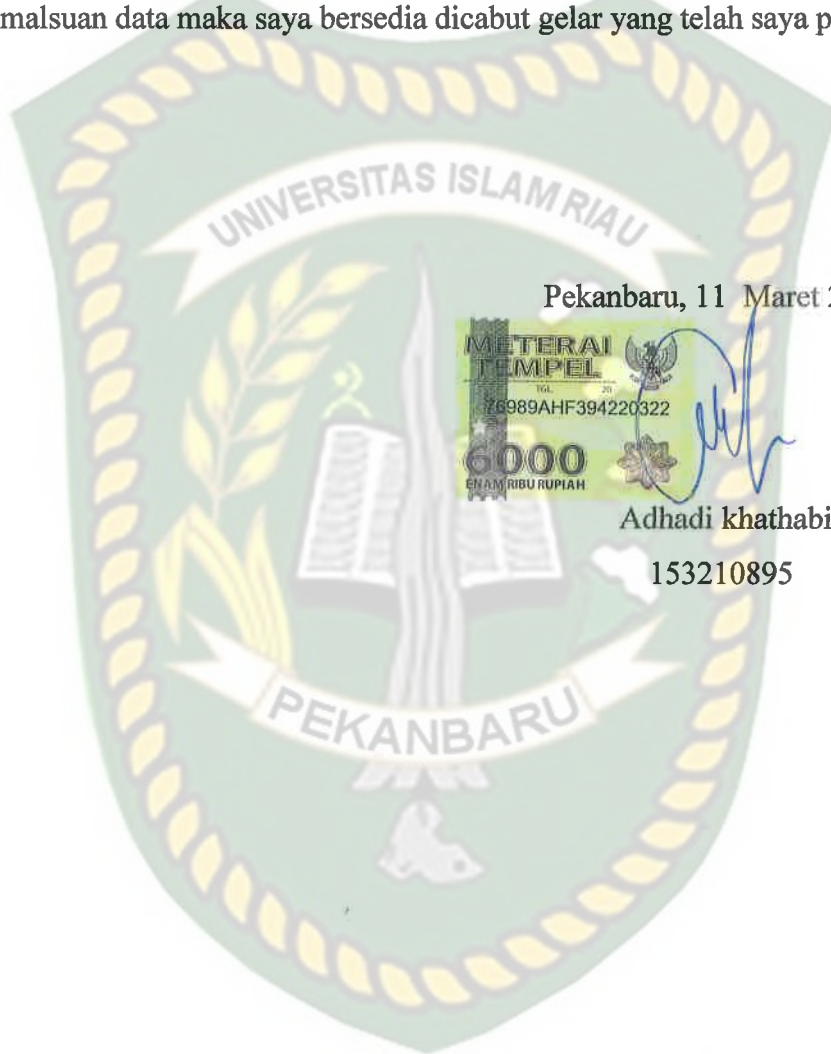 malsuan data maka saya bersedia dicabut gelar yang telah saya p
UNIVERSITAS ISLAM RIAU
Pekanbaru, 11 Maret 2
METERAI
TEMPEL
TGL 20
76989AHF394220322
6000
ENAM RIBU RUPIAH
Adhadi khathabi
153210895
PEKANBARU